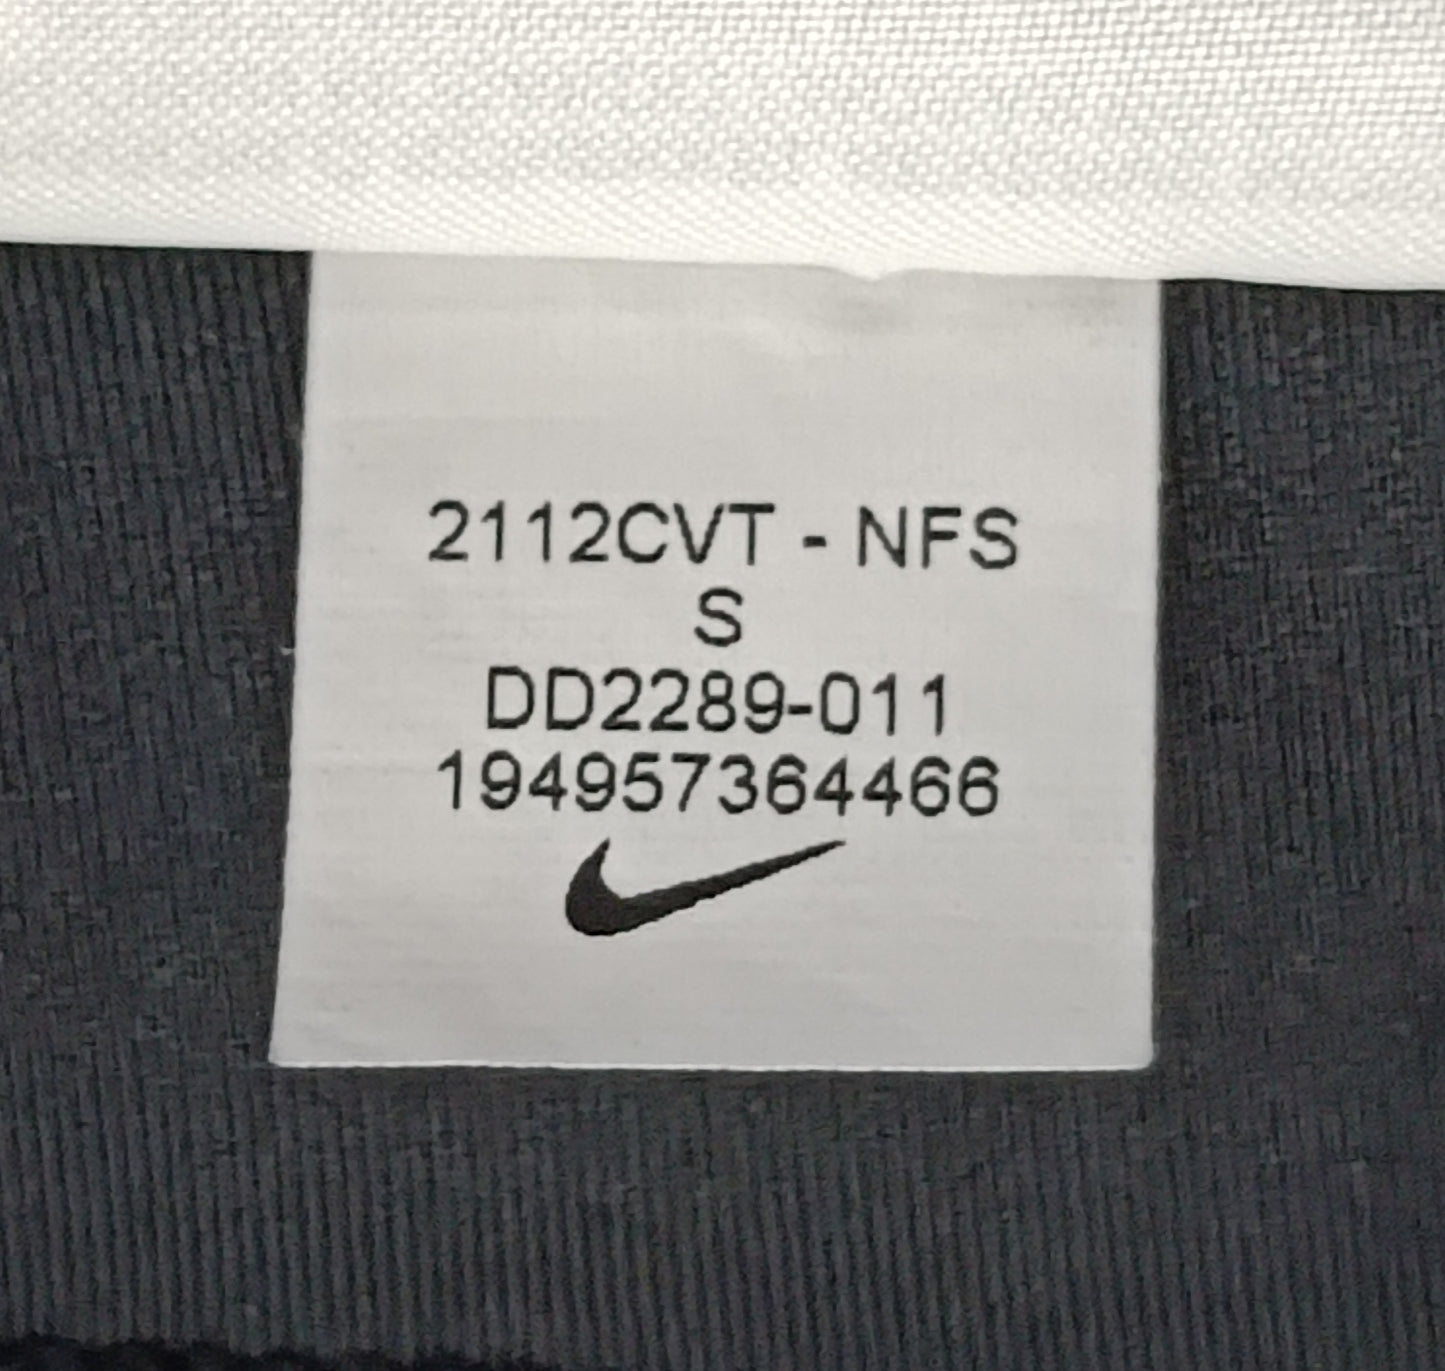 2112CVT - NFS
S
DD2289-011
194957364466